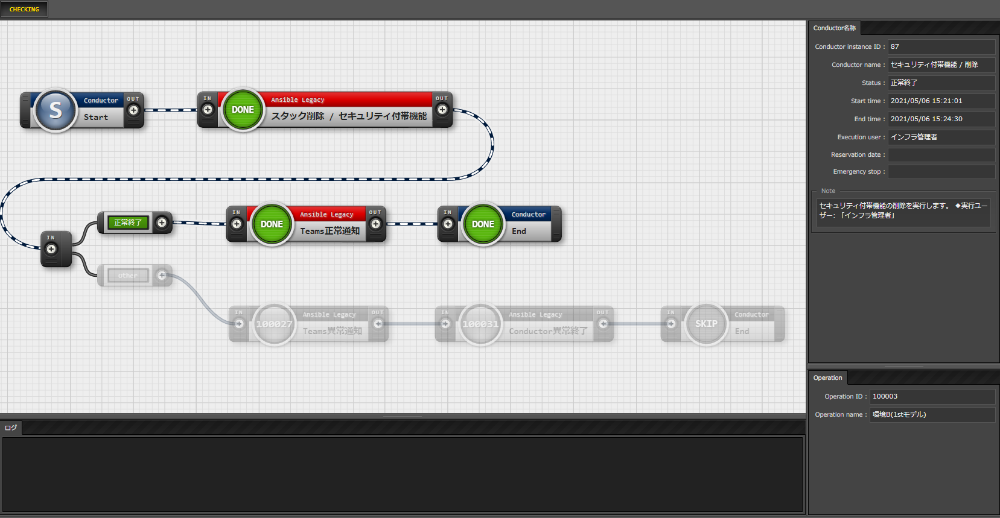 CHECKING
Conductor
OUT
S
Start
IN
Ansible Legacy
OUT
DONE
スタック削除 / セキュリティ付帯機能
IN
正常終了
Other
IN
Ansible Legacy
OUT
DONE
Teams正常通知
IN
Conductor
DONE
End
IN
Ansible Legacy
OUT
100027
Teams異常通知
IN
Ansible Legacy
OUT
100031
Conductor異常終了
IN
Conductor
SKIP
End
ログ
Conductor名称
Conductor instance ID : 87
Conductor name : セキュリティ付帯機能 / 削除
Status : 正常終了
Start time : 2021/05/06 15:21:01
End time : 2021/05/06 15:24:30
Execution user : インフラ管理者
Reservation date :
Emergency stop :
Note
セキュリティ付帯機能の削除を実行します。 ◆実行ユー
ザー: 「インフラ管理者」
Operation
Operation ID : 100003
Operation name : 環境B(1stモデル)